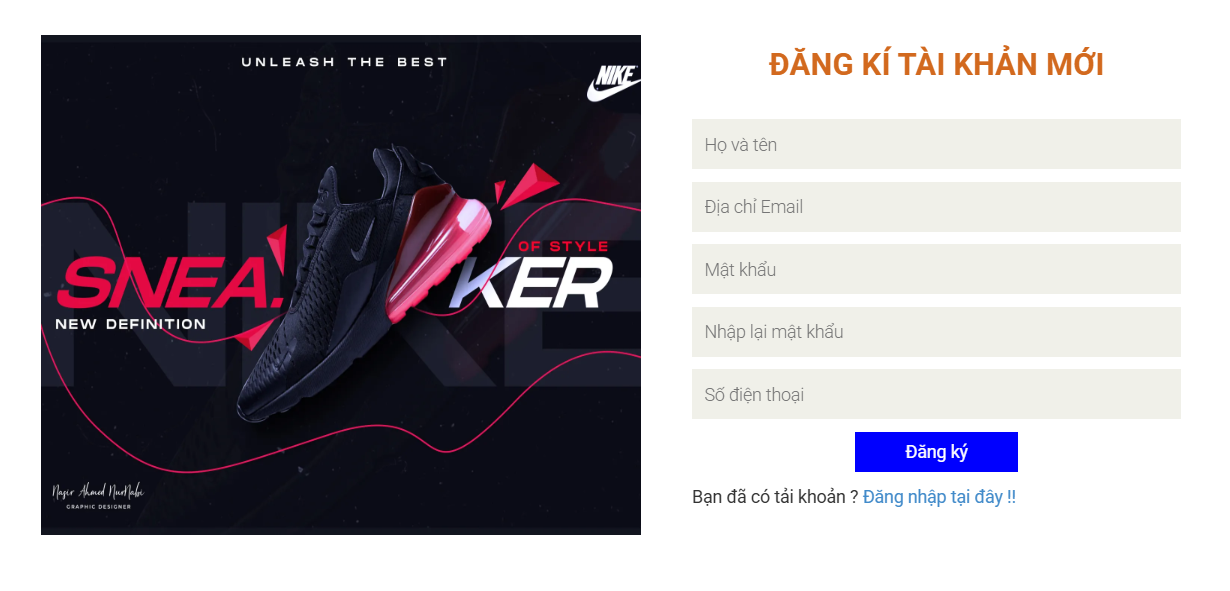 UNLEASH THE BEST
NIKE
NIKE
OF STYLE
SNEA. KER
NEW DEFINITION
Nasir Ahmed NurNabi
GRAPHIC DESIGNER
ĐĂNG KÍ TÀI KHẢN MỚI
Họ và tên
Địa chỉ Email
Mật khẩu
Nhập lại mật khẩu
Số điện thoại
Đăng ký
Bạn đã có tải khoản ? Đăng nhập tại đây !!